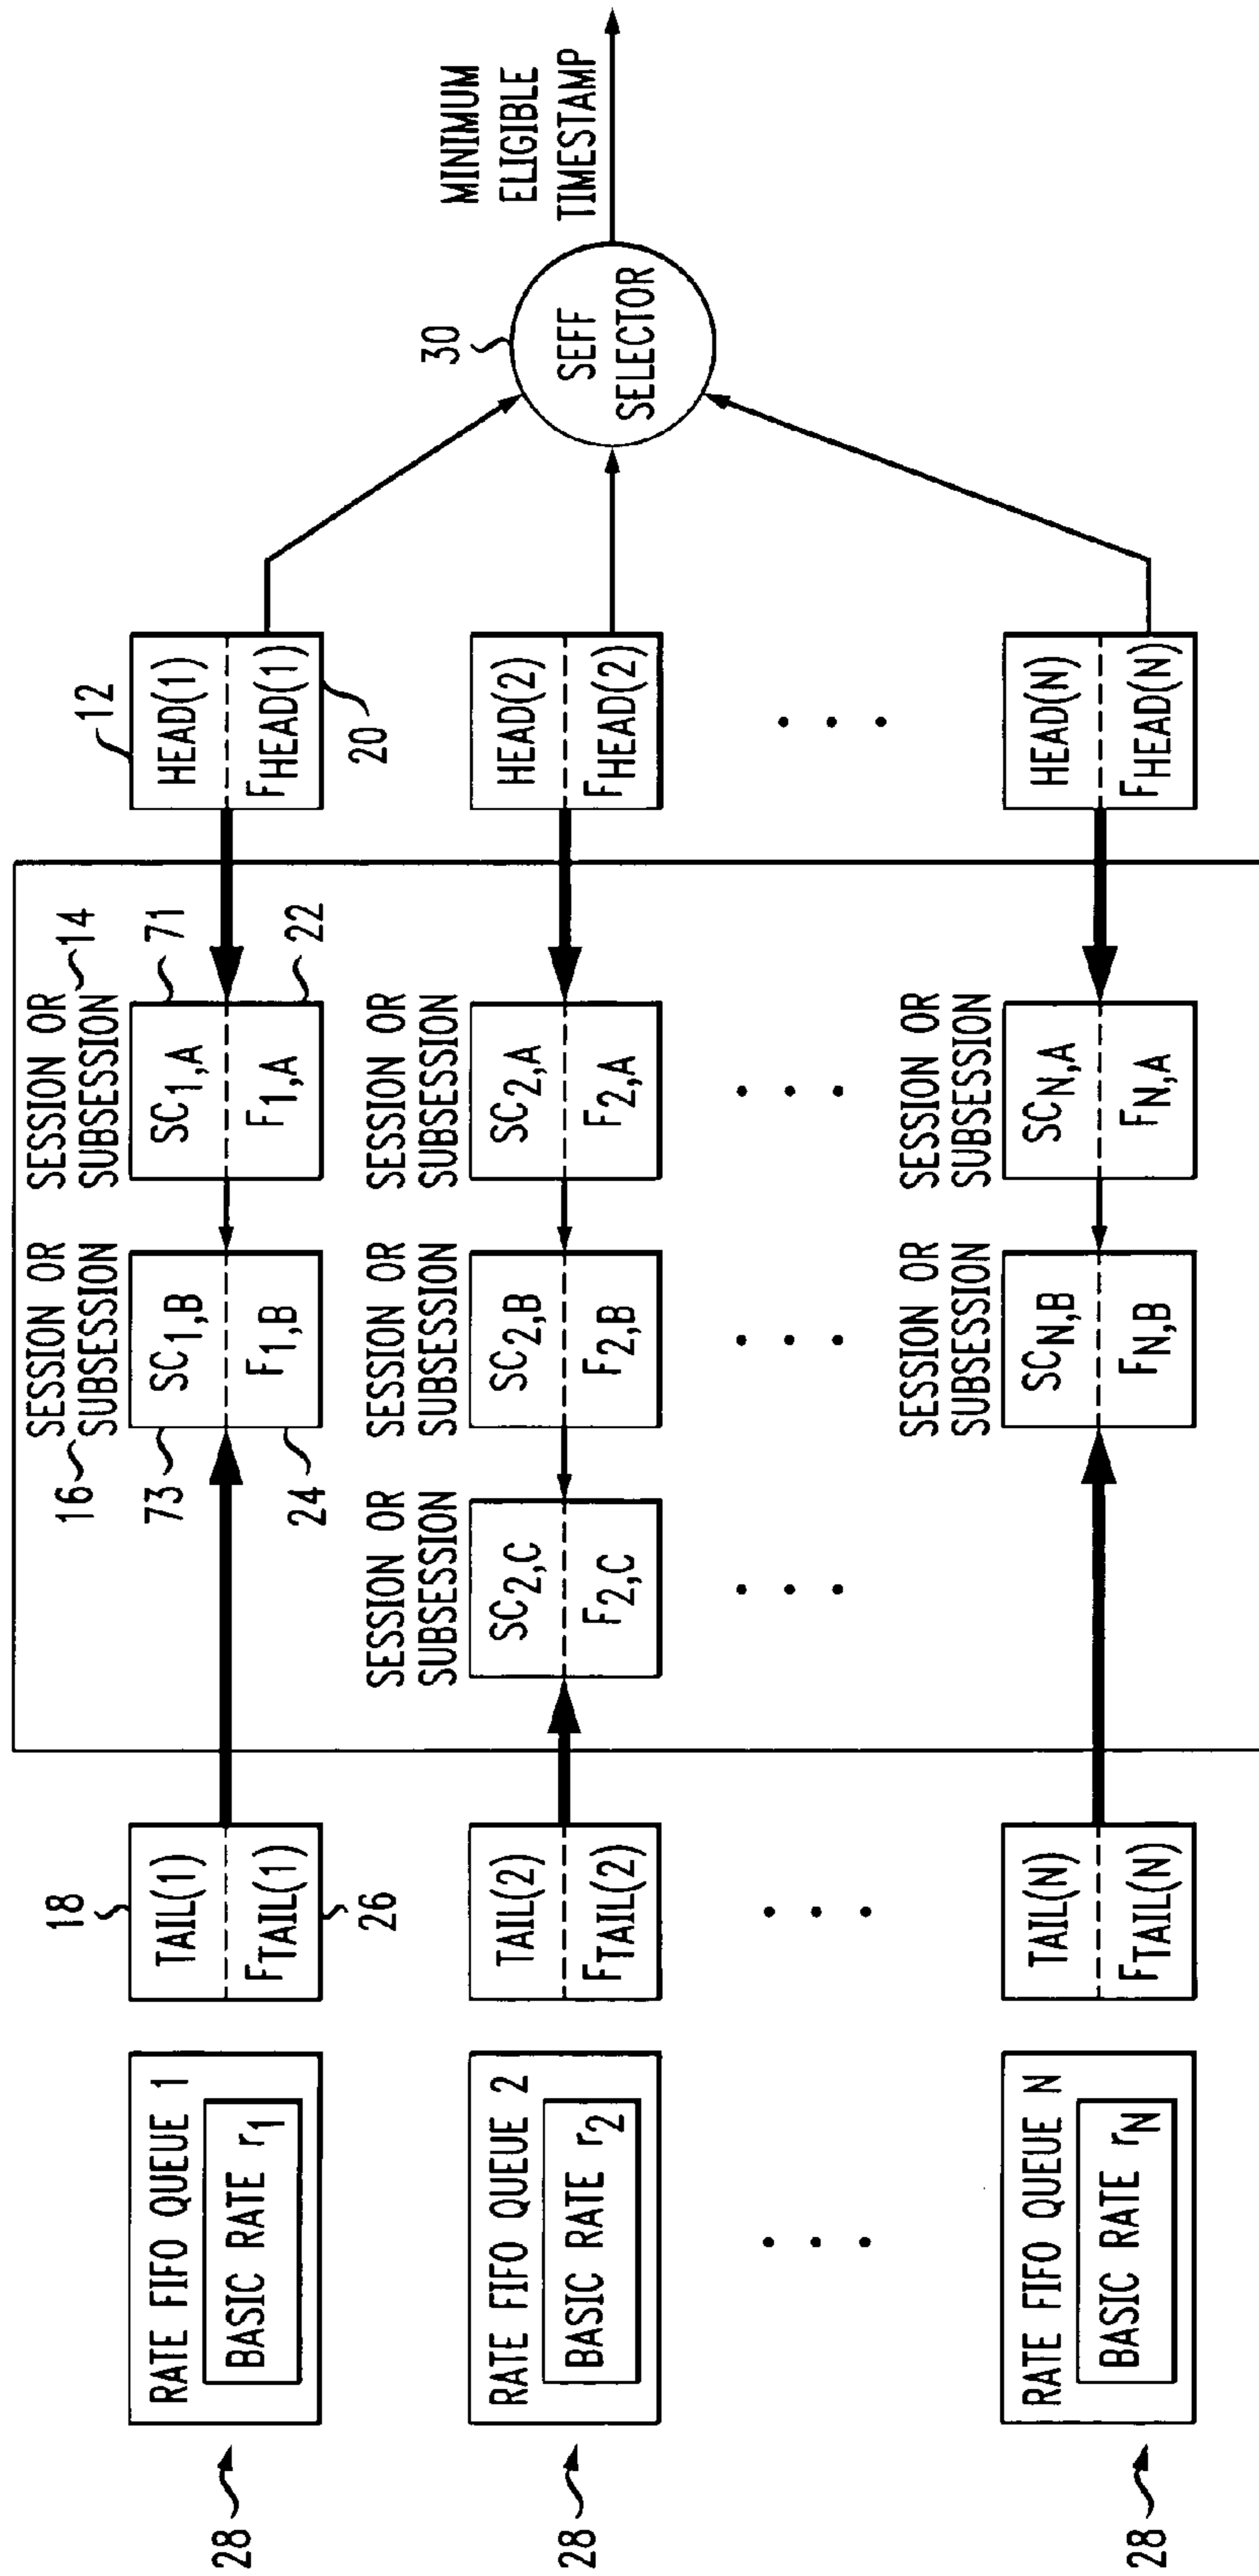 28
RATE FIFO QUEUE 1
BASIC RATE r1
18
TAIL(1)
FTAIL(1)
26
16
SESSION OR
SUBSESSION
73
SC1,B
F1,B
24
SESSION OR
SUBSESSION
14
71
SC1,A
F1,A
22
12
HEAD(1)
FHEAD(1)
20
28
RATE FIFO QUEUE 2
BASIC RATE r2
TAIL(2)
FTAIL(2)
SESSION OR
SUBSESSION
SC2,C
F2,C
SESSION OR
SUBSESSION
SC2,B
F2,B
SESSION OR
SUBSESSION
SC2,A
F2,A
HEAD(2)
FHEAD(2)
30
SEFF
SELECTOR
MINIMUM
ELIGIBLE
TIMESTAMP
28
RATE FIFO QUEUE N
BASIC RATE rN
TAIL(N)
FTAIL(N)
SESSION OR
SUBSESSION
SCN,B
FN,B
SESSION OR
SUBSESSION
SCN,A
FN,A
HEAD(N)
FHEAD(N)